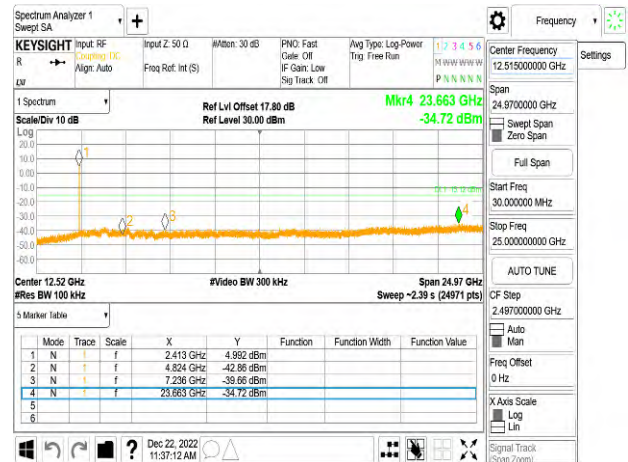 Spectrum Analyzer 1
Swept SA
Frequency
KEYSIGHT
R
Input: RF
Coupling: DC
Align: Auto
Input Z: 50 Ω
Freq Ref: Int (S)
#Atten: 30 dB
PNO: Fast
Gate: Off
IF Gain: Low
Sig Track: Off
Avg Type: Log-Power
Trig: Free Run
1 2 3 4 5 6
M W W W W W
P N N N N N
Center Frequency
12.515000000 GHz
Settings
Span
24.9700000 GHz
Swept Span
Zero Span
Full Span
Start Freq
30.000000 MHz
Stop Freq
25.000000000 GHz
AUTO TUNE
CF Step
2.497000000 GHz
Auto
Man
Freq Offset
0 Hz
X Axis Scale
Log
Lin
Signal Track
(Span Zoom)
1 Spectrum
Scale/Div 10 dB
Ref Lvl Offset 17.80 dB
Ref Level 30.00 dBm
Mkr4 23.663 GHz
-34.72 dBm
Log
20.0
10.0
0.00
-10.0
-20.0
-30.0
-40.0
-50.0
-60.0
1
2
3
4
Center 12.52 GHz
#Res BW 100 kHz
#Video BW 300 kHz
Span 24.97 GHz
Sweep ~2.39 s (24971 pts)
5 Marker Table
Mode Trace Scale X Y Function Function Width Function Value
1 N 1 f 2.413 GHz 4.992 dBm
2 N 1 f 4.824 GHz -42.86 dBm
3 N 1 f 7.236 GHz -39.66 dBm
4 N 1 f 23.663 GHz -34.72 dBm
5
6
?
Dec 22, 2022
11:37:12 AM